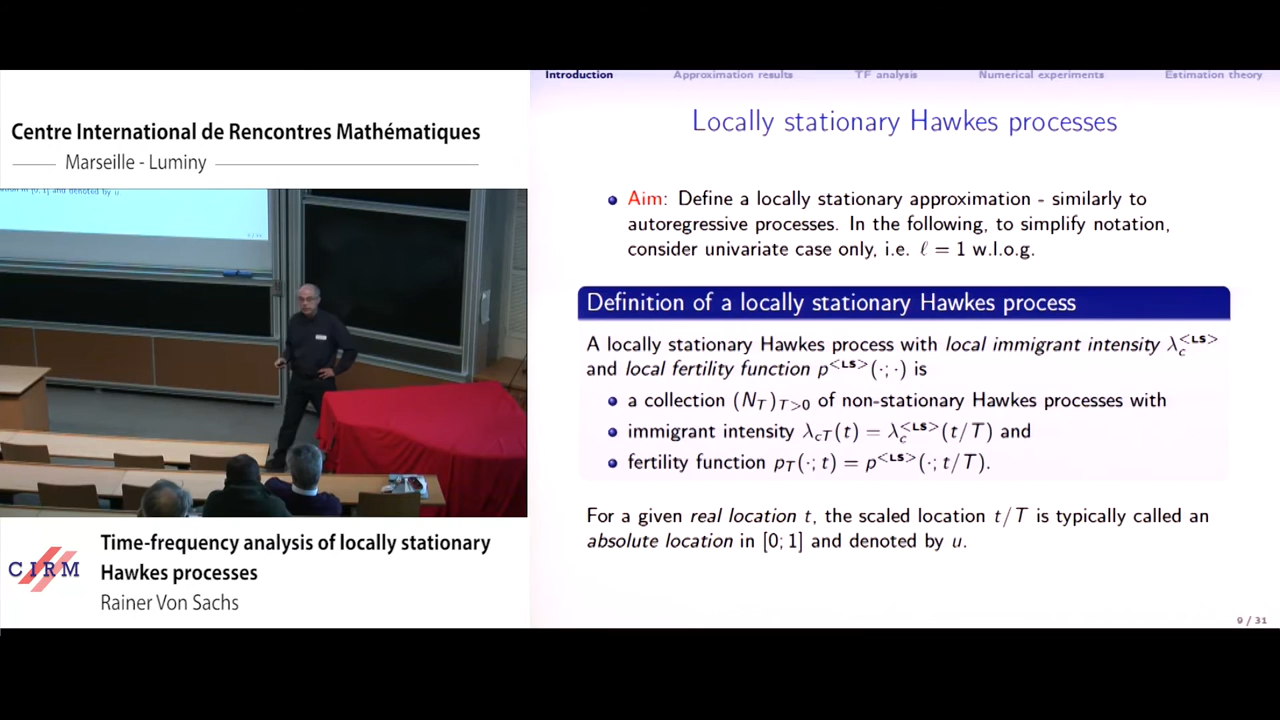 Centre International de Rencontres Mathématiques
Marseille - Luminy
and denoted by u
Time-frequency analysis of locally stationary
Hawkes processes
Rainer Von Sachs
CIRM
Introduction Approximation results TF analysis Numerical experiments Estimation theory
Locally stationary Hawkes processes
Aim: Define a locally stationary approximation - similarly to
autoregressive processes. In the following, to simplify notation,
consider univariate case only, i.e. ℓ = 1 w.l.o.g.
Definition of a locally stationary Hawkes process
A locally stationary Hawkes process with local immigrant intensity λ_c^{<LS>}
and local fertility function p^{<LS>}(·; ·) is
a collection (N_T)_{T>0} of non-stationary Hawkes processes with
immigrant intensity λ_{cT}(t) = λ_c^{<LS>}(t/T) and
fertility function p_T(·; t) = p^{<LS>}(·; t/T).
For a given real location t, the scaled location t/T is typically called an
absolute location in [0; 1] and denoted by u.
9 / 31